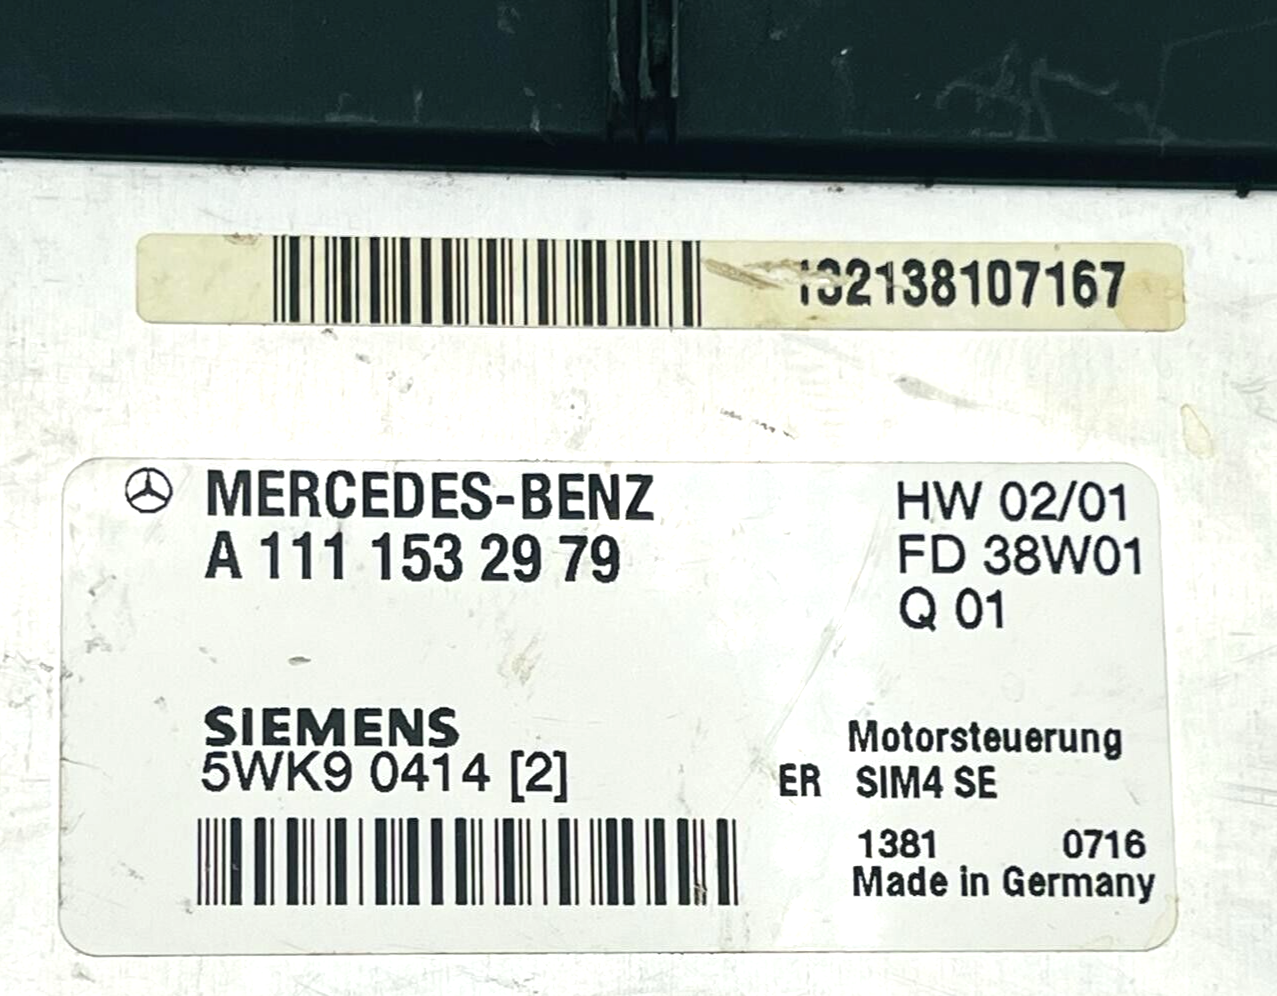 132138107167
MERCEDES-BENZ
A 111 153 29 79
HW 02/01
FD 38W01
Q 01
SIEMENS
5WK9 0414 [2]
Motorsteuerung
ER SIM4 SE
1381 0716
Made in Germany